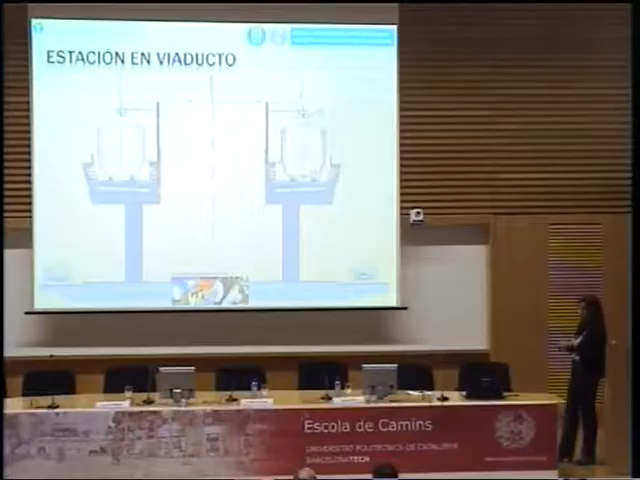 ESTACIÓN EN VIADUCTO
Escola de Camins
UNIVERSITAT POLITÈCNICA DE CATALUNYA
BARCELONATECH